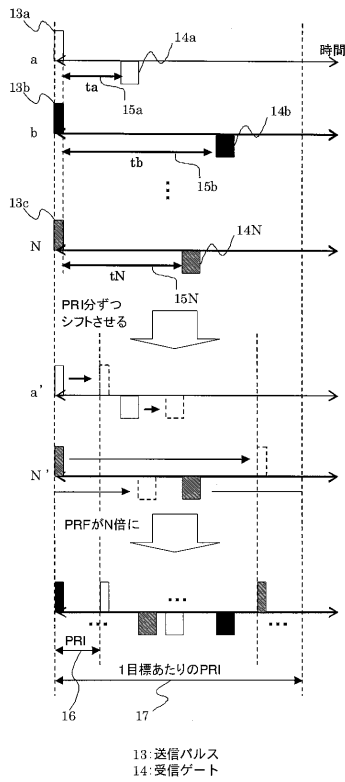 13a
14a
a
時間
ta
15a
13b
14b
b
tb
15b
13c
14N
N
tN
15N
PRI分ずつ
シフトさせる
a'
N'
PRFがN倍に
PRI
1目標あたりのPRI
16
17
13:送信パルス
14:受信ゲート